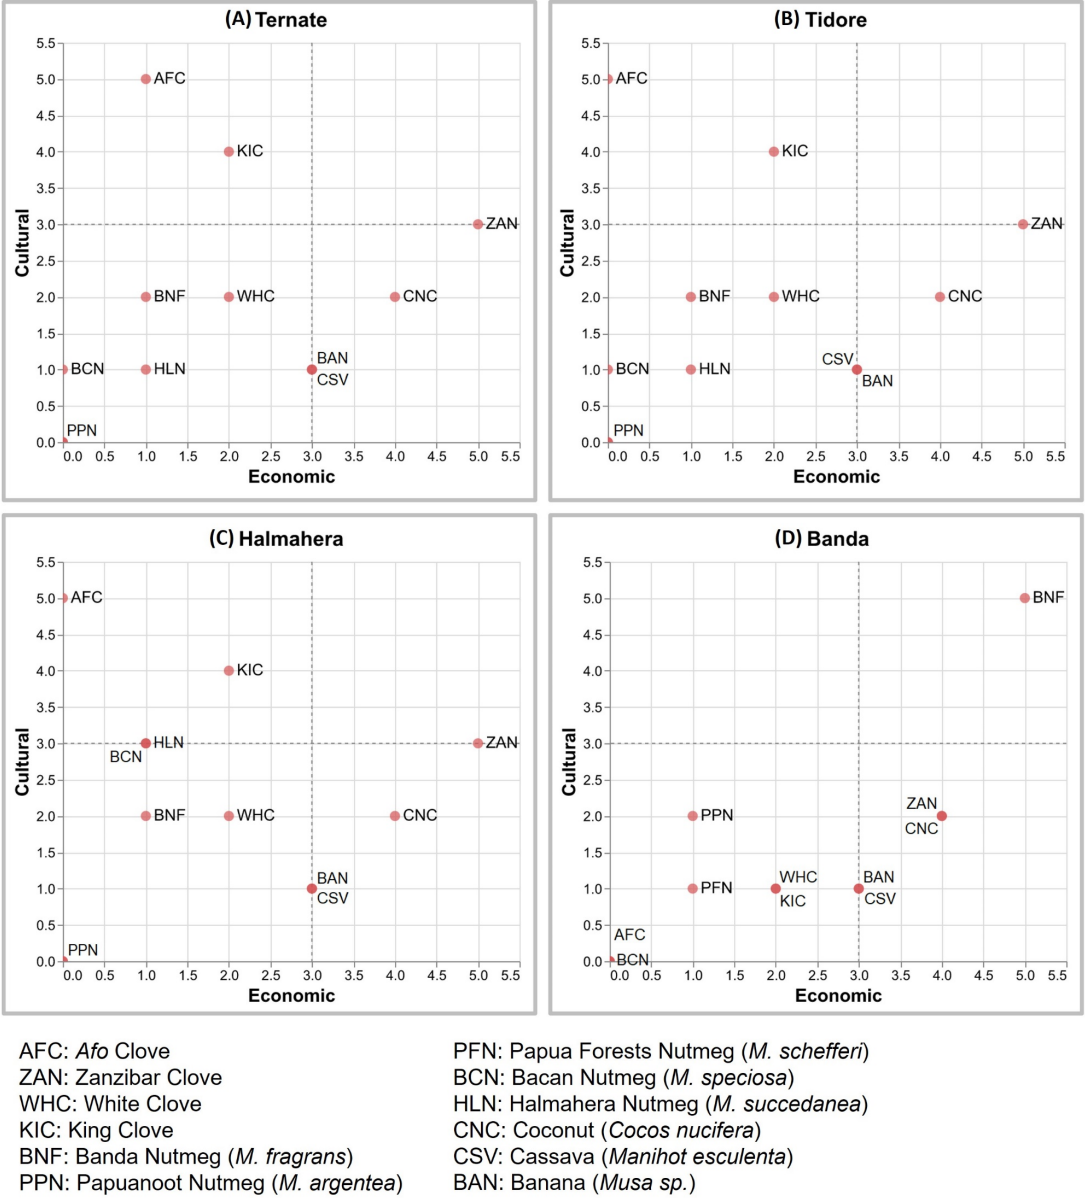 (A) Ternate
5.5
5.0
4.5
4.0
3.5
3.0
2.5
2.0
1.5
1.0
0.5
0.0
Cultural
AFC
KIC
ZAN
BNF
WHC
CNC
BCN
HLN
BAN
CSV
PPN
0.0 0.5 1.0 1.5 2.0 2.5 3.0 3.5 4.0 4.5 5.0 5.5
Economic
(B) Tidore
5.5
5.0
4.5
4.0
3.5
3.0
2.5
2.0
1.5
1.0
0.5
0.0
Cultural
AFC
KIC
ZAN
BNF
WHC
CNC
BCN
HLN
CSV
BAN
PPN
0.0 0.5 1.0 1.5 2.0 2.5 3.0 3.5 4.0 4.5 5.0 5.5
Economic
(C) Halmahera
5.5
5.0
4.5
4.0
3.5
3.0
2.5
2.0
1.5
1.0
0.5
0.0
Cultural
AFC
KIC
HLN
BCN
ZAN
BNF
WHC
CNC
BAN
CSV
PPN
0.0 0.5 1.0 1.5 2.0 2.5 3.0 3.5 4.0 4.5 5.0 5.5
Economic
(D) Banda
5.5
5.0
4.5
4.0
3.5
3.0
2.5
2.0
1.5
1.0
0.5
0.0
Cultural
BNF
ZAN
CNC
PPN
PFN
WHC
KIC
BAN
CSV
AFC
BCN
0.0 0.5 1.0 1.5 2.0 2.5 3.0 3.5 4.0 4.5 5.0 5.5
Economic
AFC: Afo Clove
ZAN: Zanzibar Clove
WHC: White Clove
KIC: King Clove
BNF: Banda Nutmeg (M. fragrans)
PPN: Papuanoot Nutmeg (M. argentea)
PFN: Papua Forests Nutmeg (M. schefferi)
BCN: Bacan Nutmeg (M. speciosa)
HLN: Halmahera Nutmeg (M. succedanea)
CNC: Coconut (Cocos nucifera)
CSV: Cassava (Manihot esculenta)
BAN: Banana (Musa sp.)